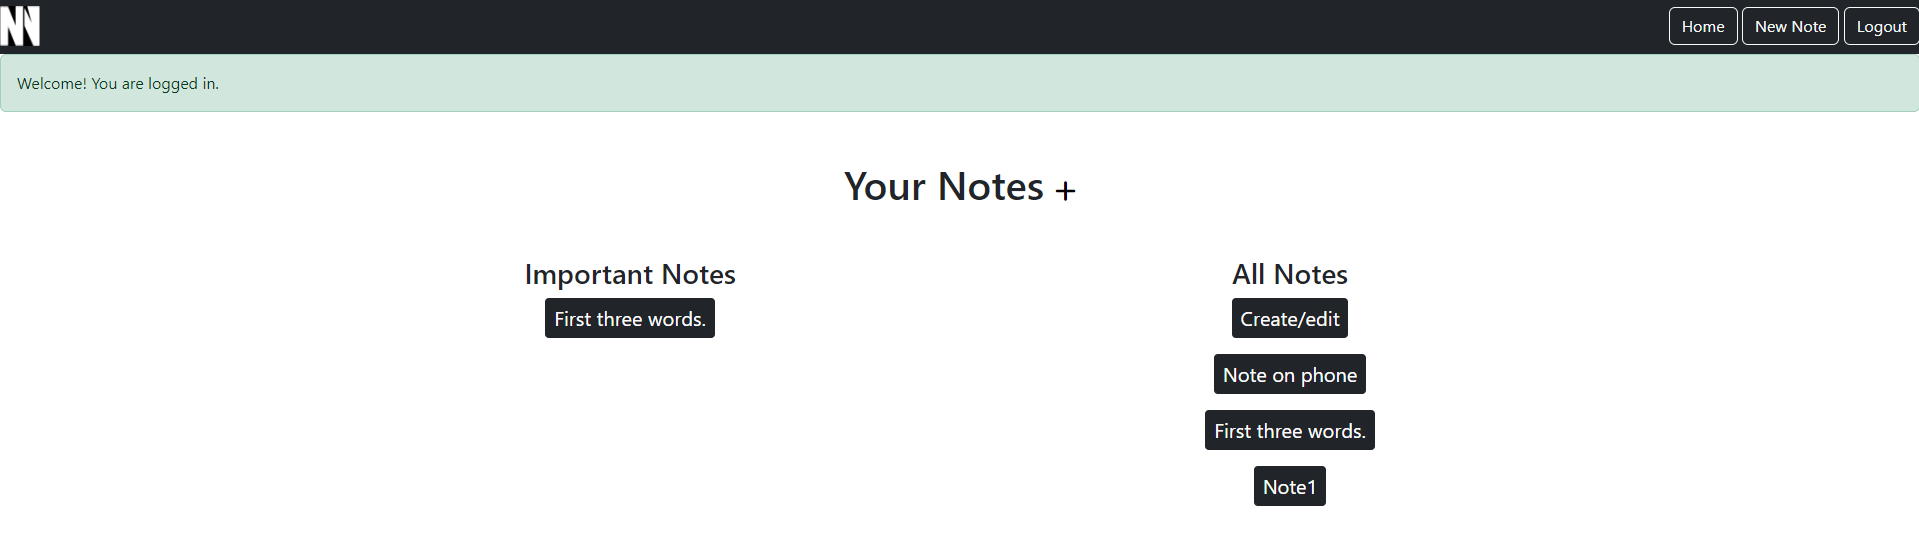 NN
Home New Note Logout
Welcome! You are logged in.
Your Notes +
Important Notes
First three words.
All Notes
Create/edit
Note on phone
First three words.
Note1